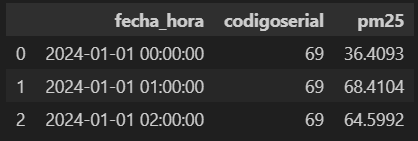 fecha_hora codigoserial pm25
0 2024-01-01 00:00:00 69 36.4093
1 2024-01-01 01:00:00 69 68.4104
2 2024-01-01 02:00:00 69 64.5992